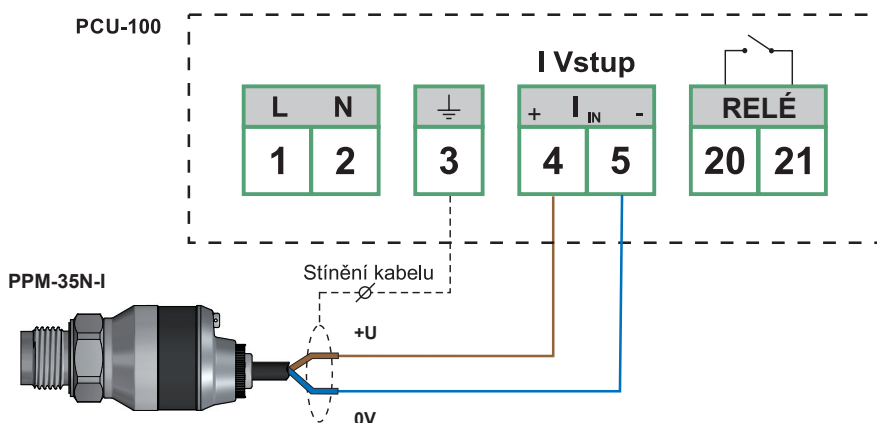 PCU-100
I Vstup
L N
+ I IN -
RELÉ
1 2
3
4 5
20 21
Stínění kabelu
PPM-35N-I
+U
0V